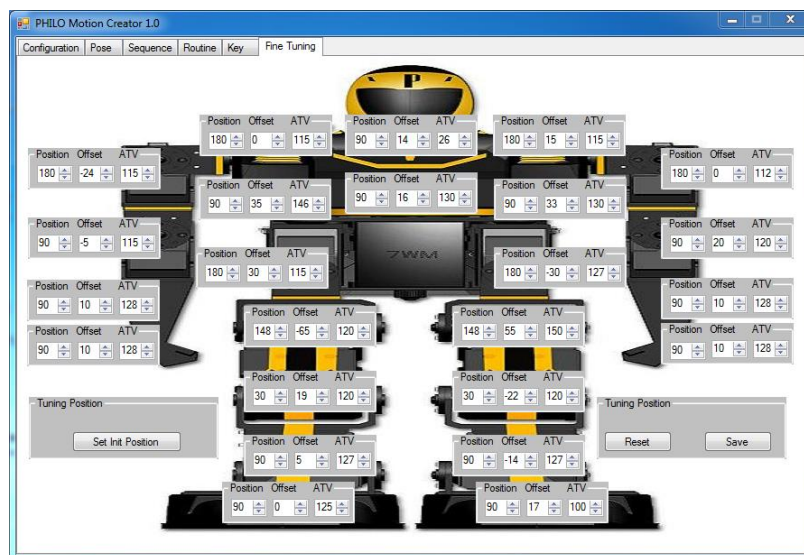 PHILO Motion Creator 1.0
Configuration Pose Sequence Routine Key Fine Tuning
P
Position Offset ATV
180 0 115
Position Offset ATV
90 14 26
Position Offset ATV
180 15 115
Position Offset ATV
180 -24 115
Position Offset ATV
180 0 112
Position Offset ATV
90 35 146
Position Offset ATV
90 16 130
Position Offset ATV
90 33 130
Position Offset ATV
90 -5 115
Position Offset ATV
90 20 120
Position Offset ATV
180 30 115
7WM
Position Offset ATV
180 -30 127
Position Offset ATV
90 10 128
Position Offset ATV
90 10 128
Position Offset ATV
148 -65 120
Position Offset ATV
148 55 150
Position Offset ATV
90 10 128
Position Offset ATV
90 10 128
Position Offset ATV
30 19 120
Position Offset ATV
30 -22 120
Tuning Position
Set Init Position
Tuning Position
Reset Save
Position Offset ATV
90 5 127
Position Offset ATV
90 -14 127
Position Offset ATV
90 0 125
Position Offset ATV
90 17 100